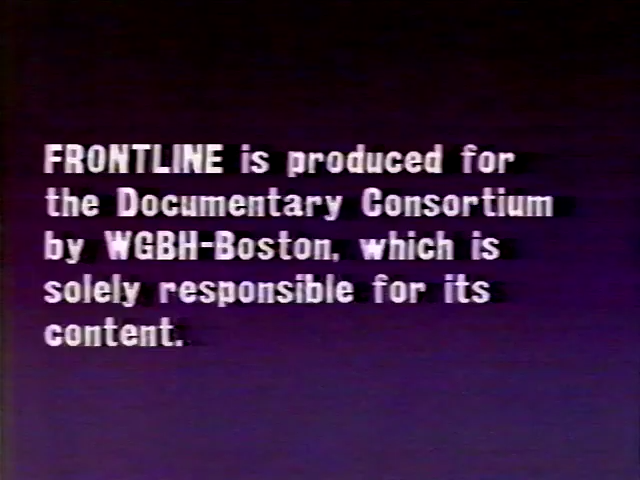 FRONTLINE is produced for
the Documentary Consortium
by WGBH-Boston, which is
solely responsible for its
content.